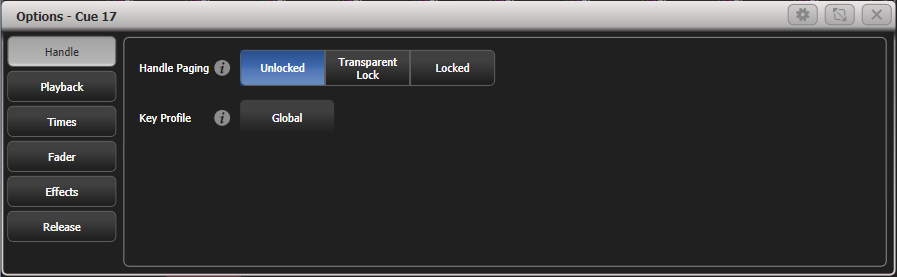 Options - Cue 17
Handle
Playback
Times
Fader
Effects
Release
Handle Paging i Unlocked Transparent Lock Locked
Key Profile i Global